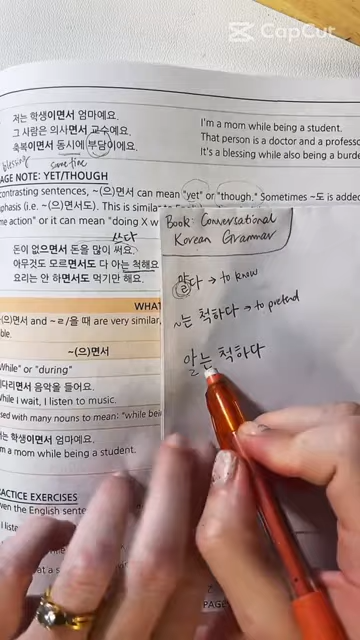 CapCut
저는 학생이면서 엄마예요.
I'm a mom while being a student.
그 사람은 의사면서 교수예요.
That person is a doctor and a professo
축복이면서 동시에 부담이에요.
It's a blessing while also being a burde
blessing
same time
AGE NOTE: YET/THOUGH
contrasting sentences, ~(으)면서 can mean "yet" or "though." Sometimes ~도 is added
phasis (i.e. ~(으)면서도). This is similar
me action" or it can mean "doing X w
쓰다
돈이 없으면서 돈을 많이 써요.
아무것도 모르면서도 다 아는 척해요
요리는 안 하면서도 먹기만 해요.
Book: Conversational
Korean Grammar
알다 → to know
~는 척하다 → to pretend
알는 척하다
WHA
(으)면서 and ~ㄹ/을 때 are very similar,
ble.
~(으)면서
While" or "during"
다리면서 음악을 들어요.
While I wait, I listen to music.
sed with many nouns to mean: "while bei
는 학생이면서 엄마예요.
m a mom while being a student.
RACTICE EXERCISES
ven the English sente
I listen
PAGE